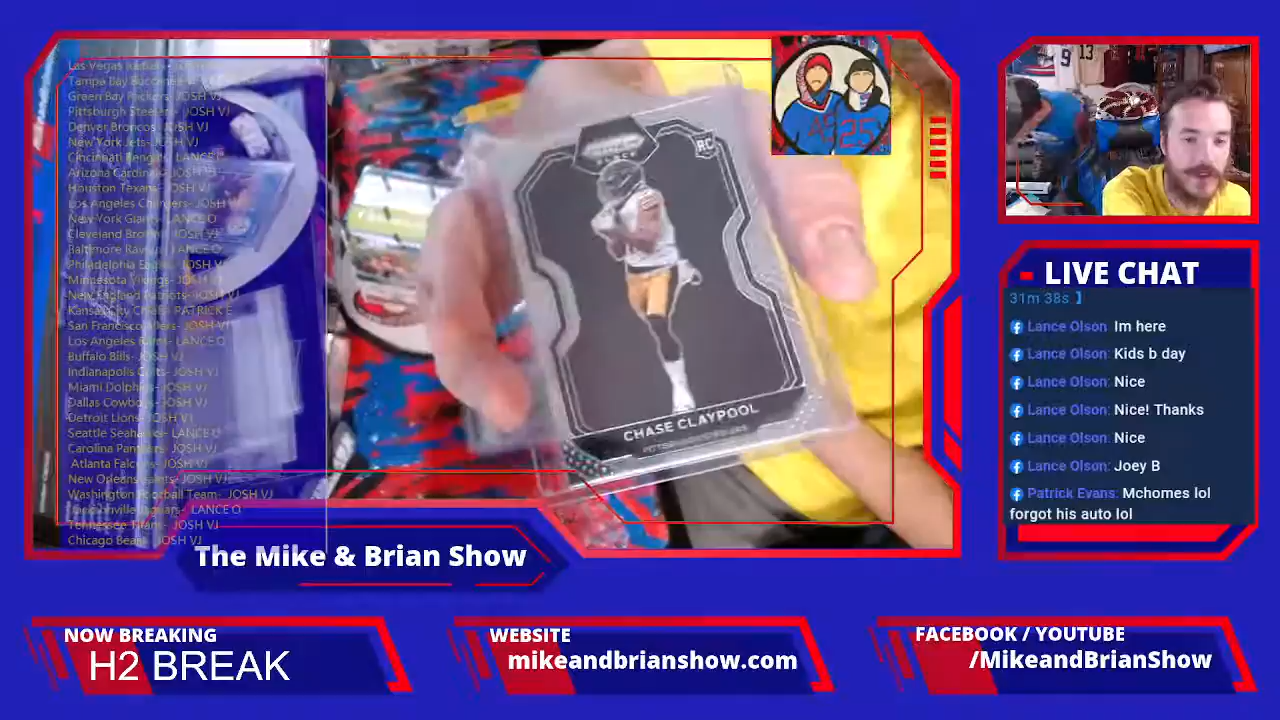 Las Vegas
Tampa Bay Buccaneers
Green Bay Packers- JOSH VJ
Pittsburgh Steelers- JOSH VJ
Denver Broncos- JOSH VJ
New York Jets- JOSH VJ
Cincinnati Bengals- LANCE O
Arizona Cardinals- JOSH VJ
Houston Texans- JOSH VJ
Los Angeles Chargers- JOSH VJ
New York Giants- LANCE O
Cleveland Browns- JOSH VJ
Baltimore Ravens- LANCE O
Philadelphia Eagles- JOSH VJ
Minnesota Vikings- JOSH VJ
New England Patriots- JOSH VJ
Kansas City Chiefs- PATRICK E
San Francisco 49ers- JOSH VJ
Los Angeles Rams- LANCE O
Buffalo Bills- JOSH VJ
Indianapolis Colts- JOSH VJ
Miami Dolphins- JOSH VJ
Dallas Cowboys- JOSH VJ
Detroit Lions- JOSH VJ
Seattle Seahawks- LANCE O
Carolina Panthers- JOSH VJ
Atlanta Falcons- JOSH VJ
New Orleans Saints- JOSH VJ
Washington Football Team- JOSH VJ
Jacksonville Jaguars- LANCE O
Tennessee Titans- JOSH VJ
Chicago Bears- JOSH VJ
RC
CHASE CLAYPOOL
25
9
13
The Mike & Brian Show
LIVE CHAT
31m 38s ]
Lance Olson: Im here
Lance Olson: Kids b day
Lance Olson: Nice
Lance Olson: Nice! Thanks
Lance Olson: Nice
Lance Olson: Joey B
Patrick Evans: Mchomes lol
forgot his auto lol
NOW BREAKING
H2 BREAK
WEBSITE
mikeandbrianshow.com
FACEBOOK / YOUTUBE
/MikeandBrianShow